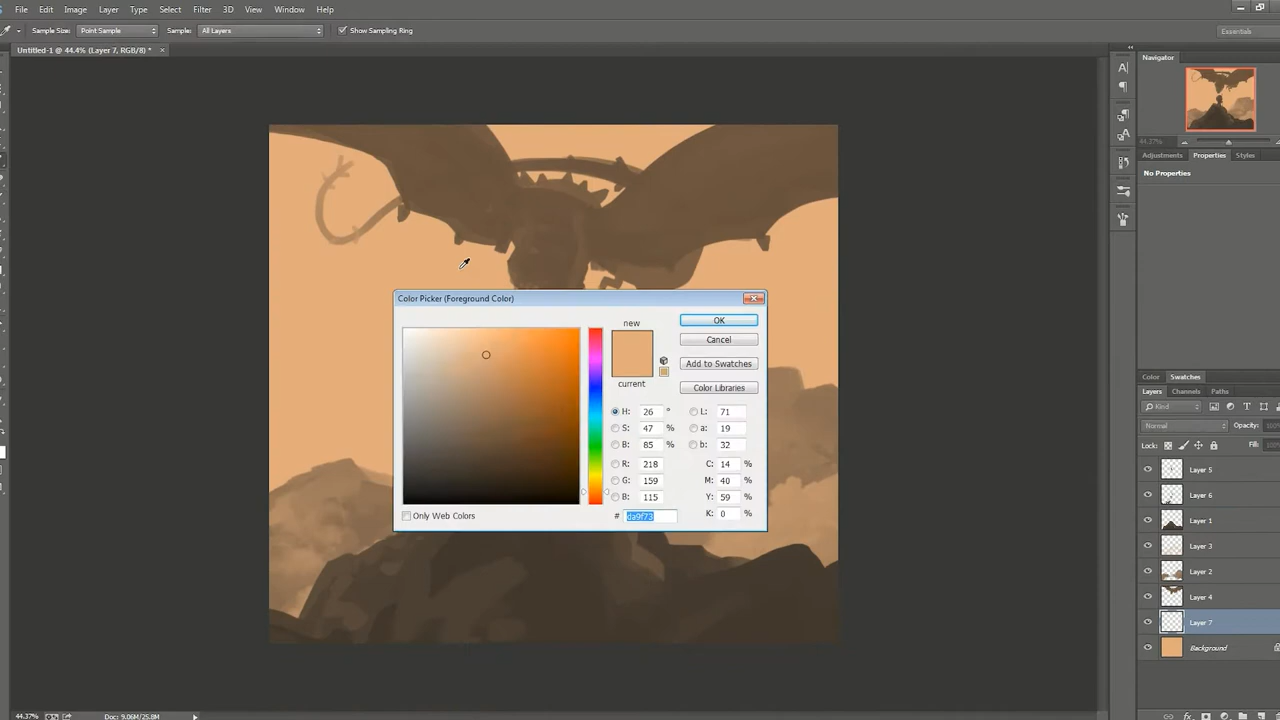 File Edit Image Layer Type Select Filter 3D View Window Help
Sample Size: Point Sample Sample: All Layers Show Sampling Ring Essentials
Untitled-1 @ 44.4% (Layer 7, RGB/8) * ×
Navigator
44.37%
Adjustments Properties Styles
No Properties
Color Picker (Foreground Color)
new
current
OK
Cancel
Add to Swatches
Color Libraries
H: 26 °
S: 47 %
B: 85 %
R: 218
G: 159
B: 115
# da9f73
L: 71
a: 19
b: 32
C: 14 %
M: 40 %
Y: 59 %
K: 0 %
Only Web Colors
Color Swatches
Layers Channels Paths
Kind
Normal Opacity: 100%
Lock: Fill: 100%
Layer 5
Layer 6
Layer 1
Layer 3
Layer 2
Layer 4
Layer 7
Background
44.37% Doc: 9.06M/25.8M